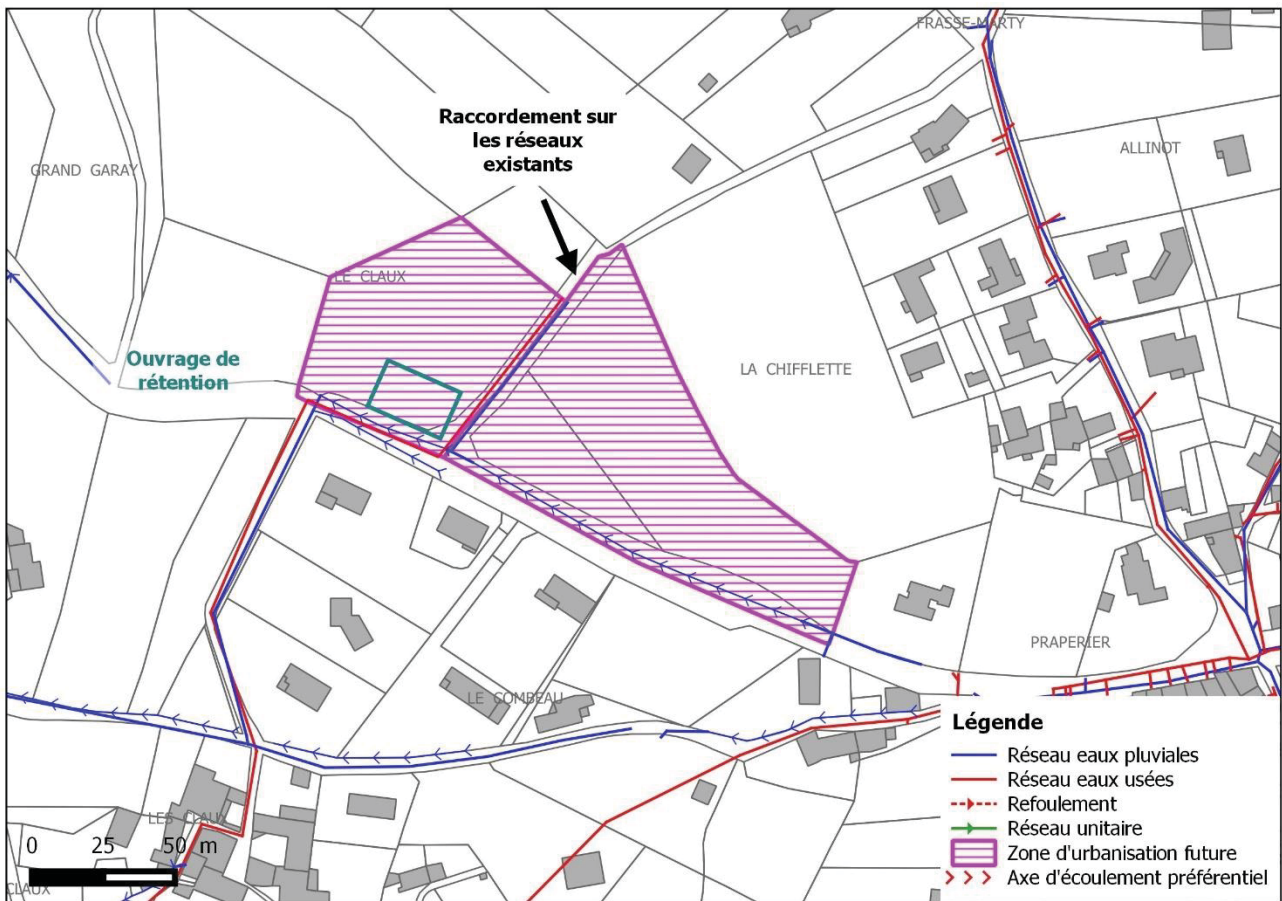 FRASSE-MARTY
Raccordement sur
les réseaux
existants
ALLINOT
GRAND GARAY
LE CLAUX
Ouvrage de
rétention
LA CHIFFLETTE
PRAPERIER
LE COMBEAU
LES CLAUX
0 25 50 m
CLAUX
Légende
Réseau eaux pluviales
Réseau eaux usées
Refoulement
Réseau unitaire
Zone d'urbanisation future
Axe d'écoulement préférentiel